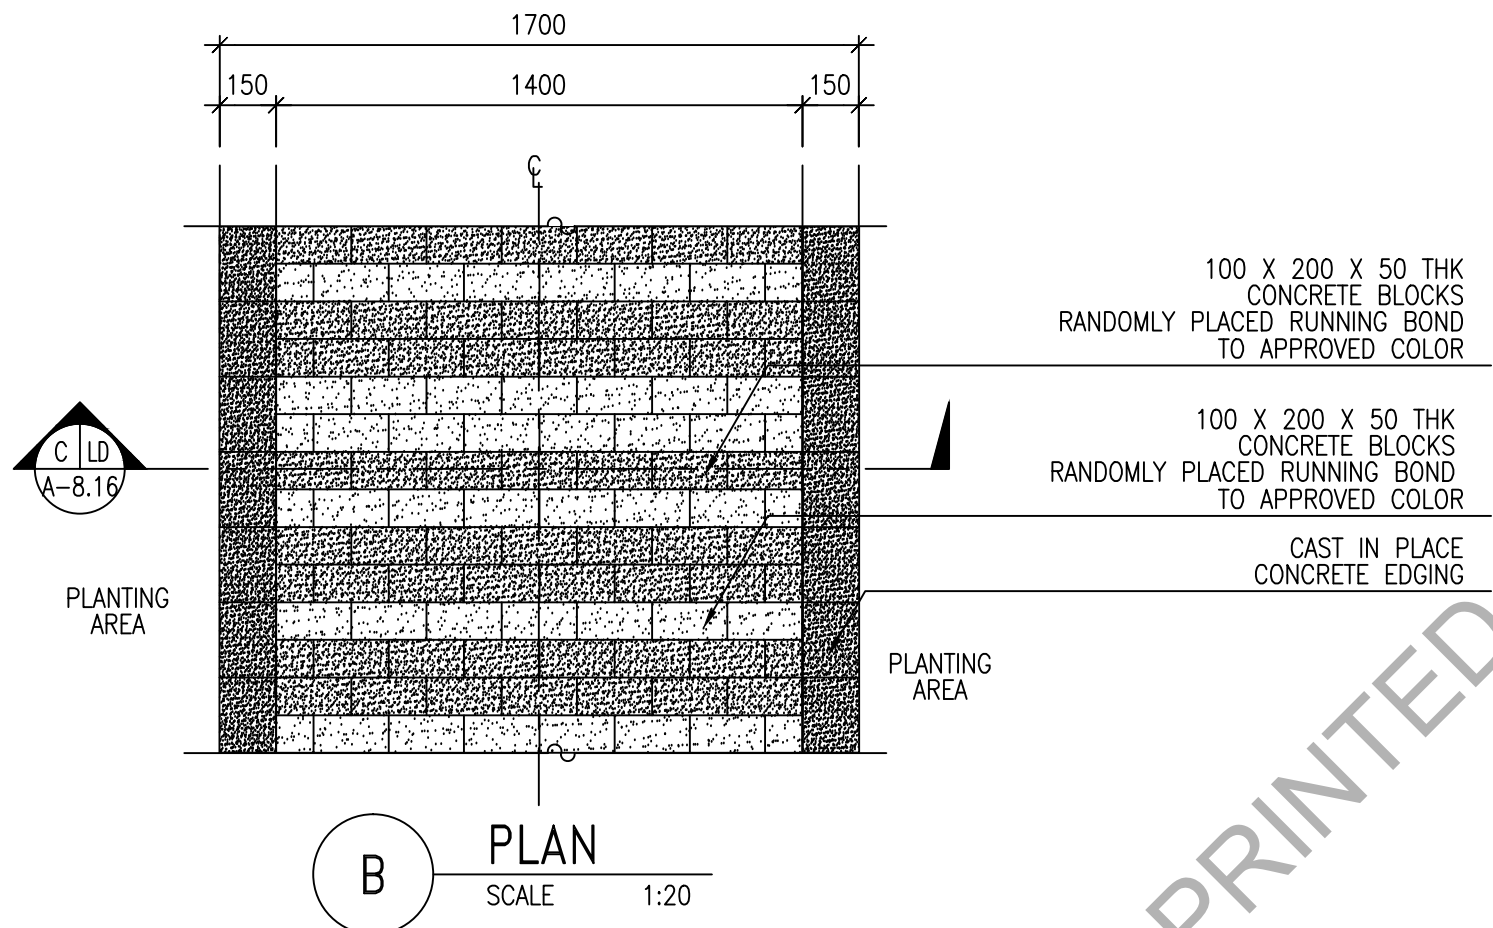 1700
150 1400 150
℄
100 X 200 X 50 THK
CONCRETE BLOCKS
RANDOMLY PLACED RUNNING BOND
TO APPROVED COLOR
100 X 200 X 50 THK
CONCRETE BLOCKS
RANDOMLY PLACED RUNNING BOND
TO APPROVED COLOR
C LD
A-8.16
CAST IN PLACE
CONCRETE EDGING
PLANTING
AREA
PLANTING
AREA
B PLAN
SCALE 1:20
PRINTED